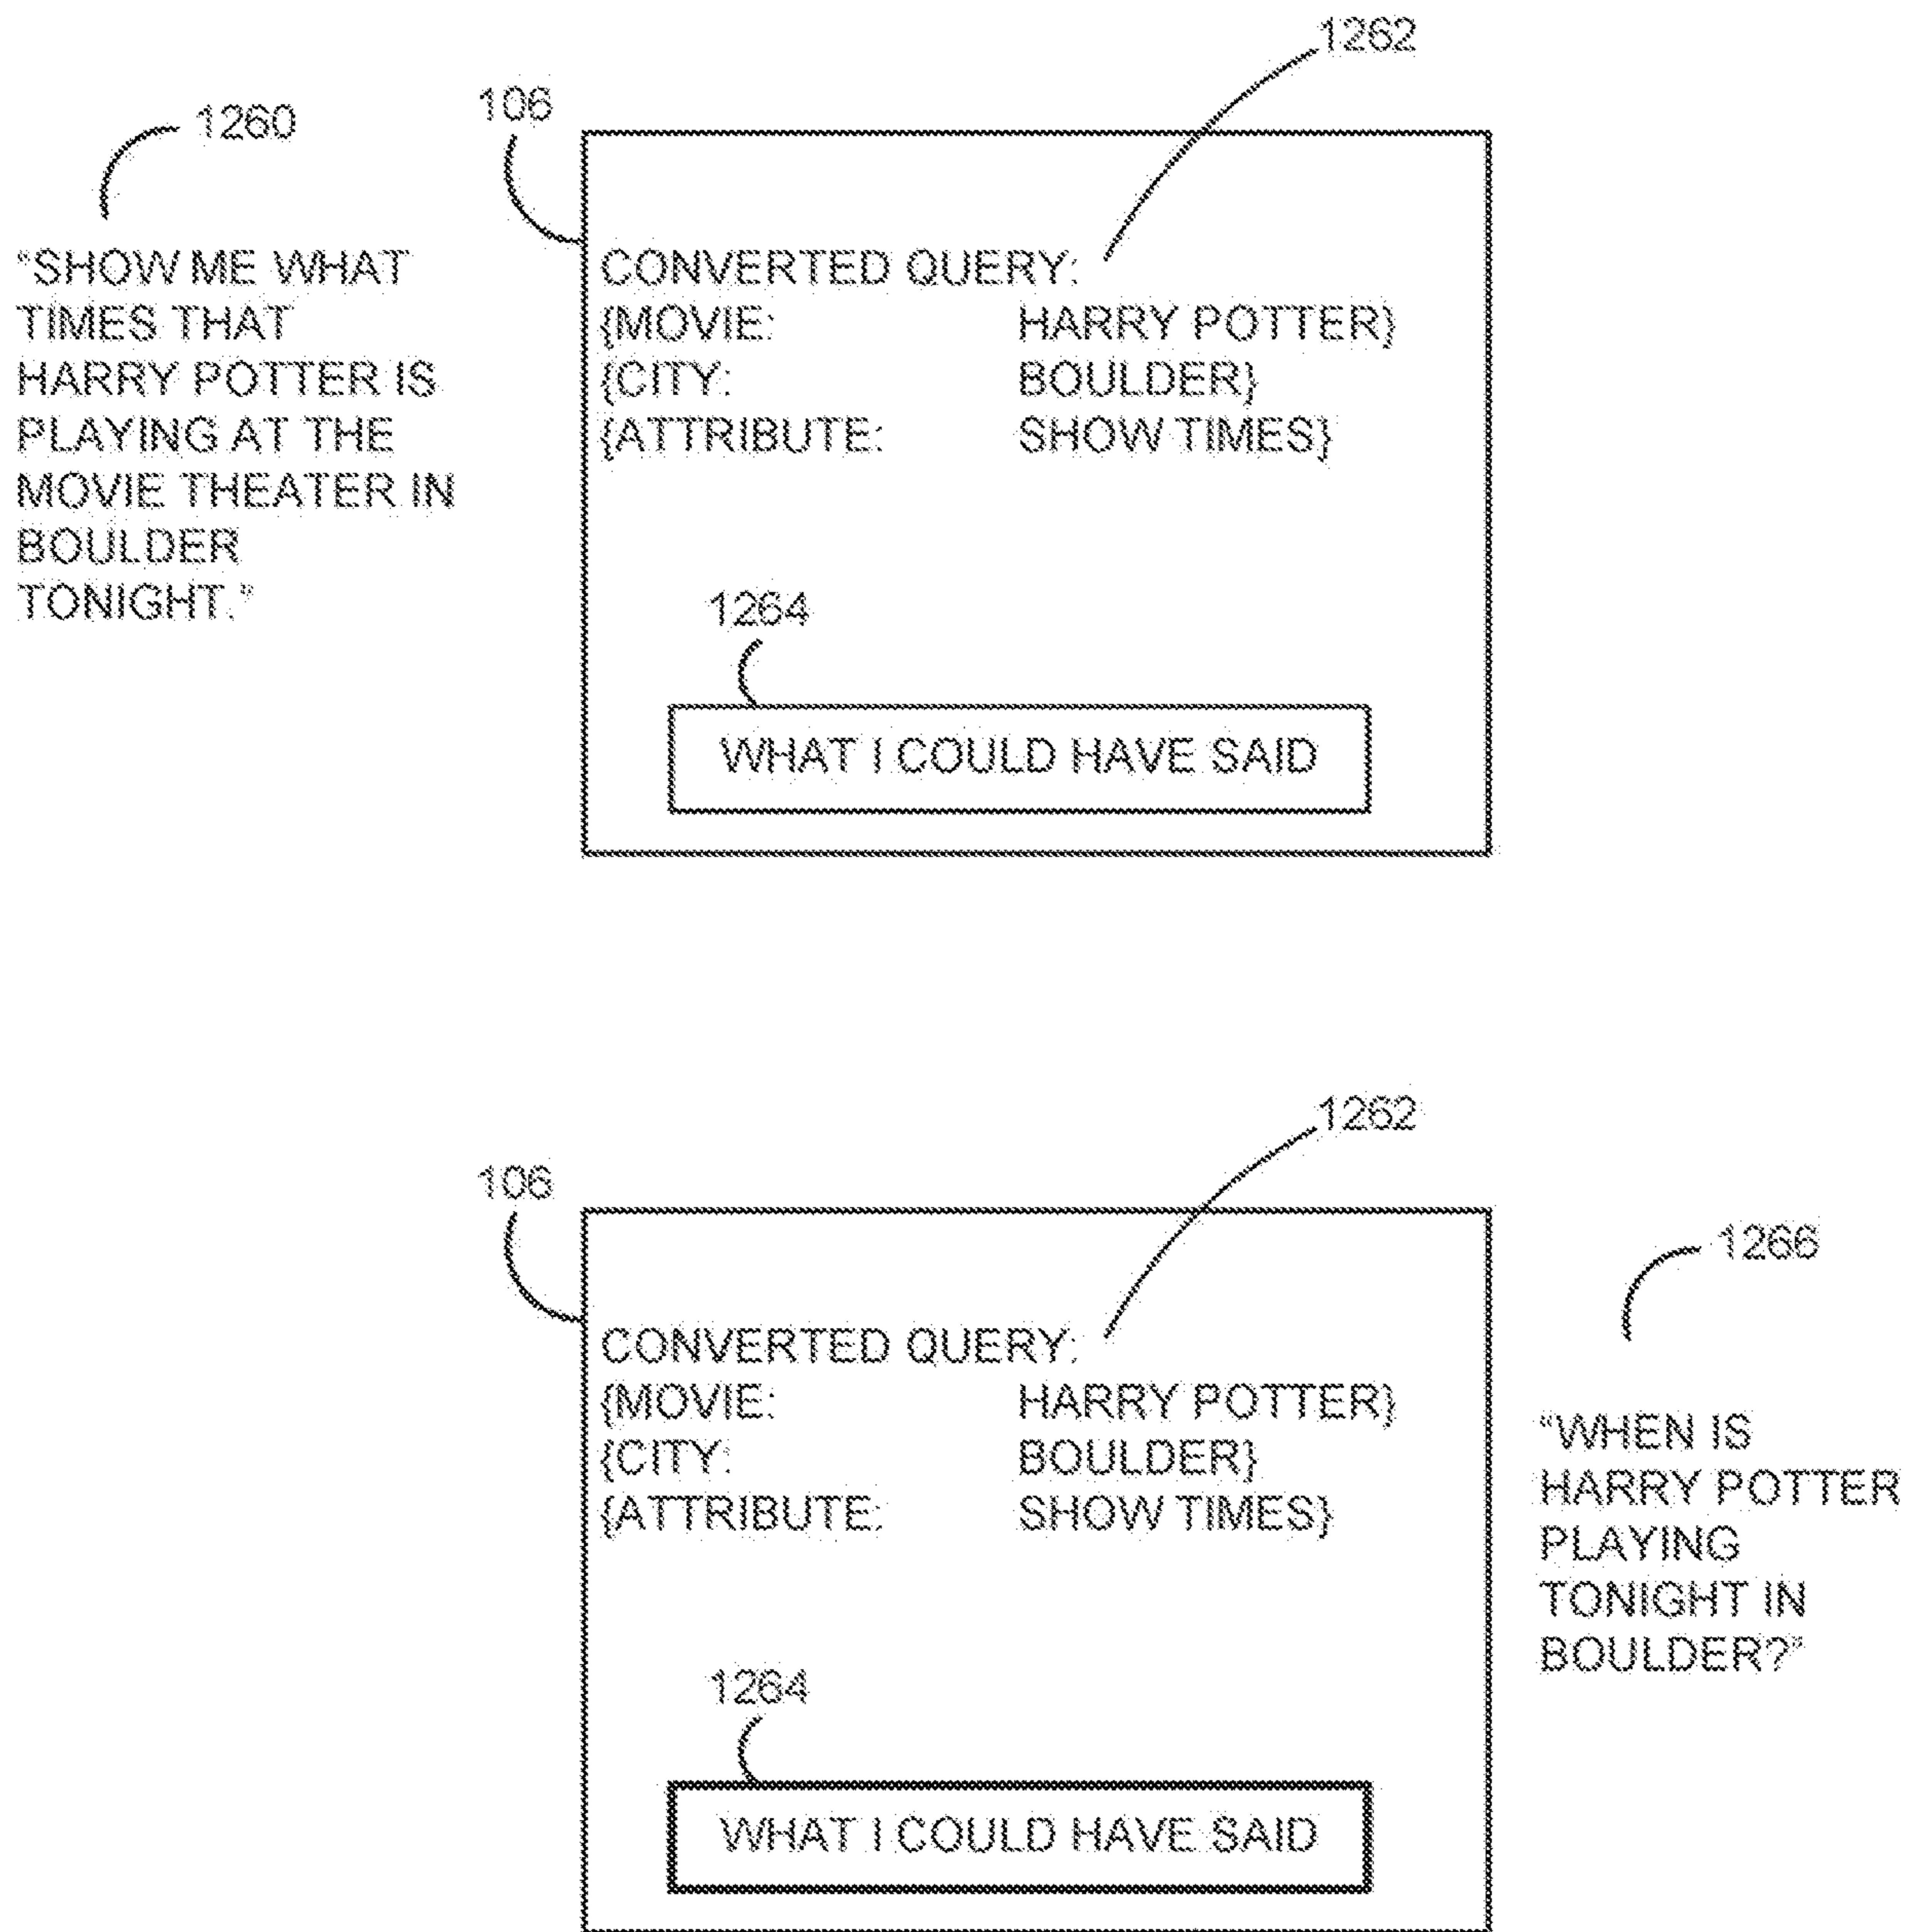 1262
1260
106
"SHOW ME WHAT
TIMES THAT
HARRY POTTER IS
PLAYING AT THE
MOVIE THEATER IN
BOULDER
TONIGHT."
CONVERTED QUERY:
{MOVIE: HARRY POTTER}
{CITY: BOULDER}
{ATTRIBUTE: SHOW TIMES}
1264
WHAT I COULD HAVE SAID
1262
106
1266
CONVERTED QUERY:
{MOVIE: HARRY POTTER}
{CITY: BOULDER}
{ATTRIBUTE: SHOW TIMES}
"WHEN IS
HARRY POTTER
PLAYING
TONIGHT IN
BOULDER?"
1264
WHAT I COULD HAVE SAID